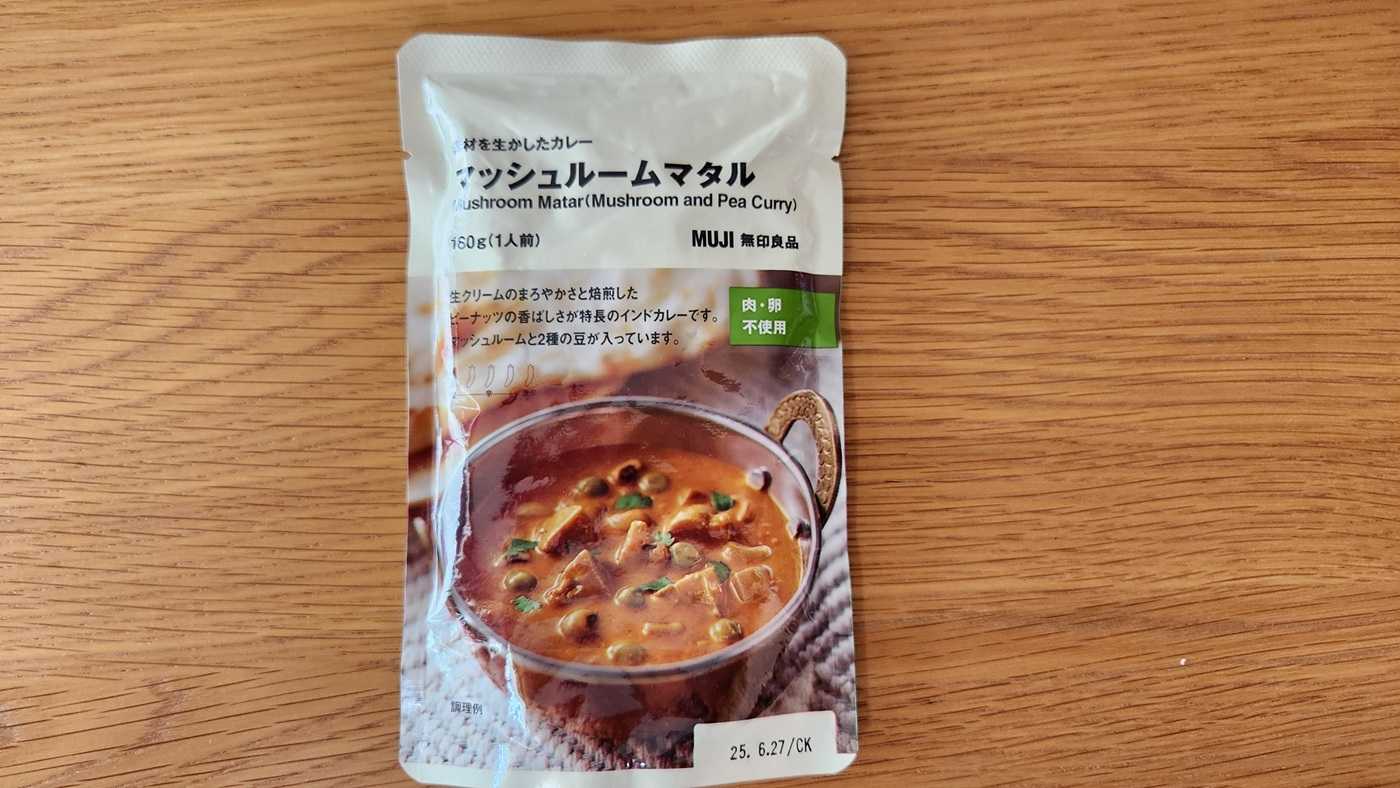 素材を生かしたカレー
マッシュルームマタル
Mushroom Matar(Mushroom and Pea Curry)
180g(1人前)
MUJI 無印良品
生クリームのまろやかさと焙煎した
ピーナッツの香ばしさが特長のインドカレーです。
マッシュルームと2種の豆が入っています。
肉・卵
不使用
調理例
25. 6.27/CK